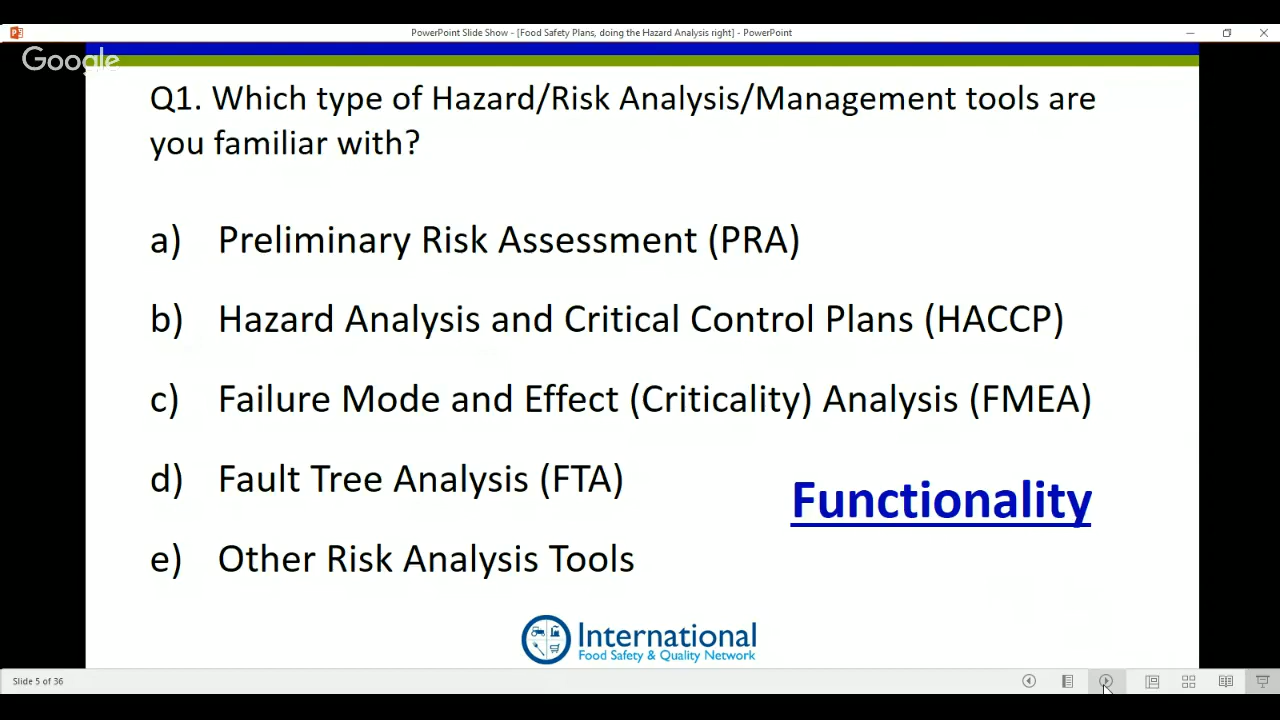 PowerPoint Slide Show - [Food Safety Plans, doing the Hazard Analysis right] - PowerPoint
Google
Q1. Which type of Hazard/Risk Analysis/Management tools are
you familiar with?
a) Preliminary Risk Assessment (PRA)
b) Hazard Analysis and Critical Control Plans (HACCP)
c) Failure Mode and Effect (Criticality) Analysis (FMEA)
d) Fault Tree Analysis (FTA)
Functionality
e) Other Risk Analysis Tools
International
Food Safety & Quality Network
Slide 5 of 36